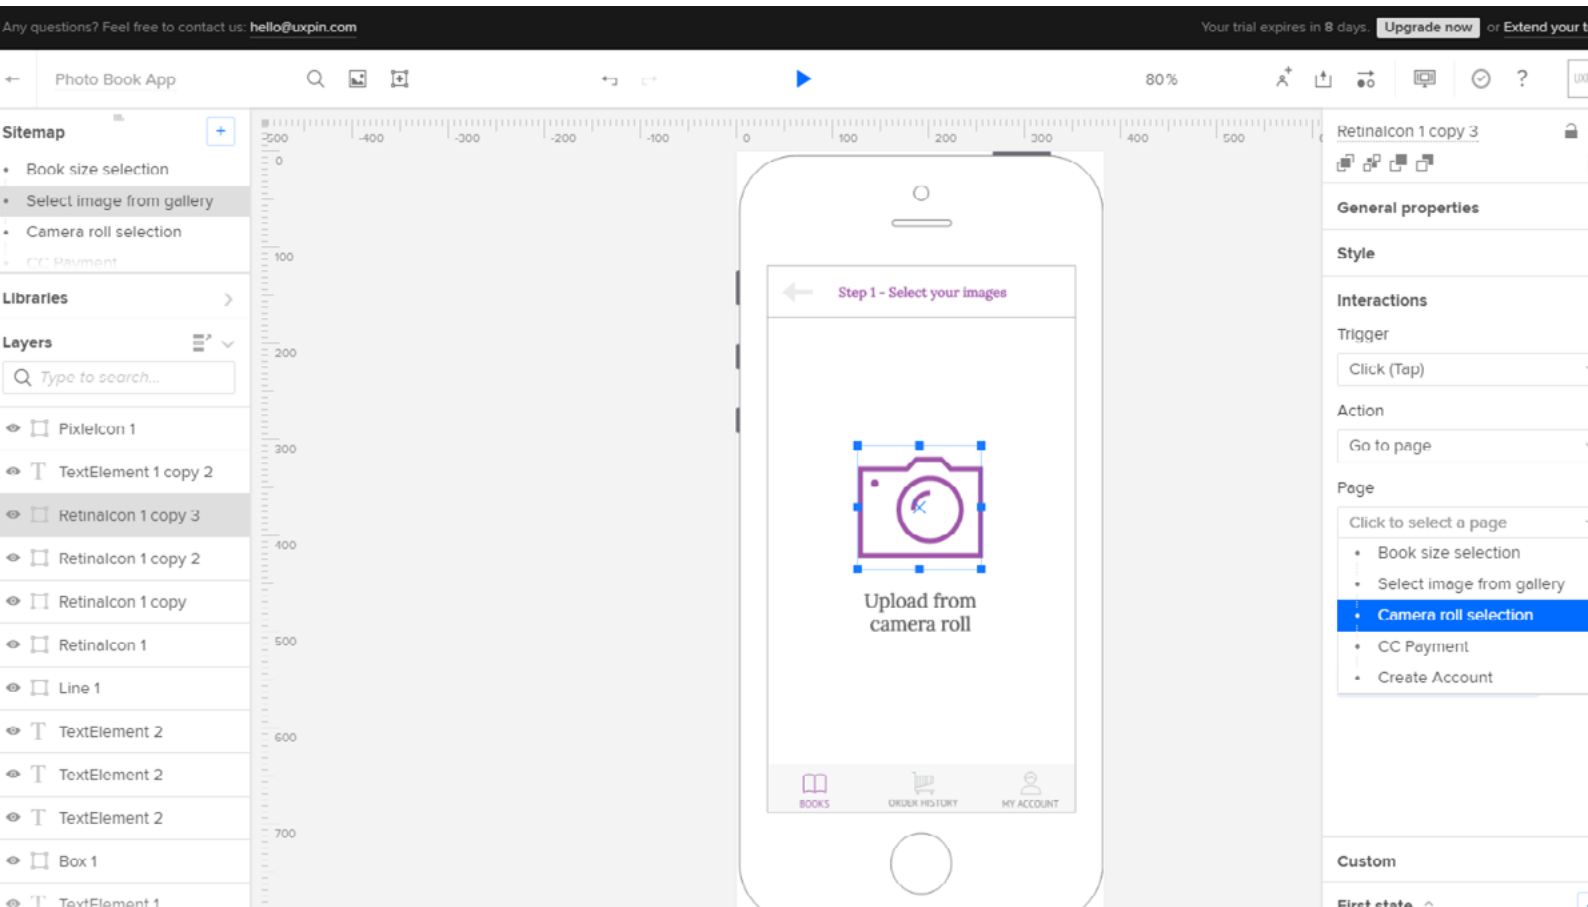 Any questions? Feel free to contact us: hello@uxpin.com
Your trial expires in 8 days. Upgrade now or Extend your t
Photo Book App
80%
?
Sitemap
+
Book size selection
Select image from gallery
Camera roll selection
CC Payment
Libraries
Layers
Type to search...
PixleIcon 1
TextElement 1 copy 2
RetinaIcon 1 copy 3
RetinaIcon 1 copy 2
RetinaIcon 1 copy
RetinaIcon 1
Line 1
TextElement 2
TextElement 2
TextElement 2
Box 1
TextElement 1
-500 -400 -300 -200 -100 0 100 200 300 400 500
0
100
200
300
400
500
600
700
Step 1 - Select your images
Upload from
camera roll
BOOKS ORDER HISTORY MY ACCOUNT
RetinaIcon 1 copy 3
General properties
Style
Interactions
Trigger
Click (Tap)
Action
Go to page
Page
Click to select a page
Book size selection
Select image from gallery
Camera roll selection
CC Payment
Create Account
Custom
First state